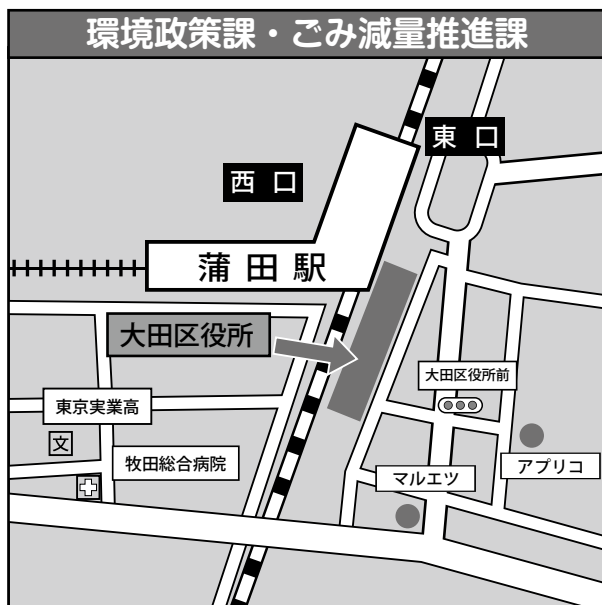 環境政策課・ごみ減量推進課
東口
西口
蒲田駅
大田区役所
大田区役所前
東京実業高
文
牧田総合病院
アプリコ
マルエツ